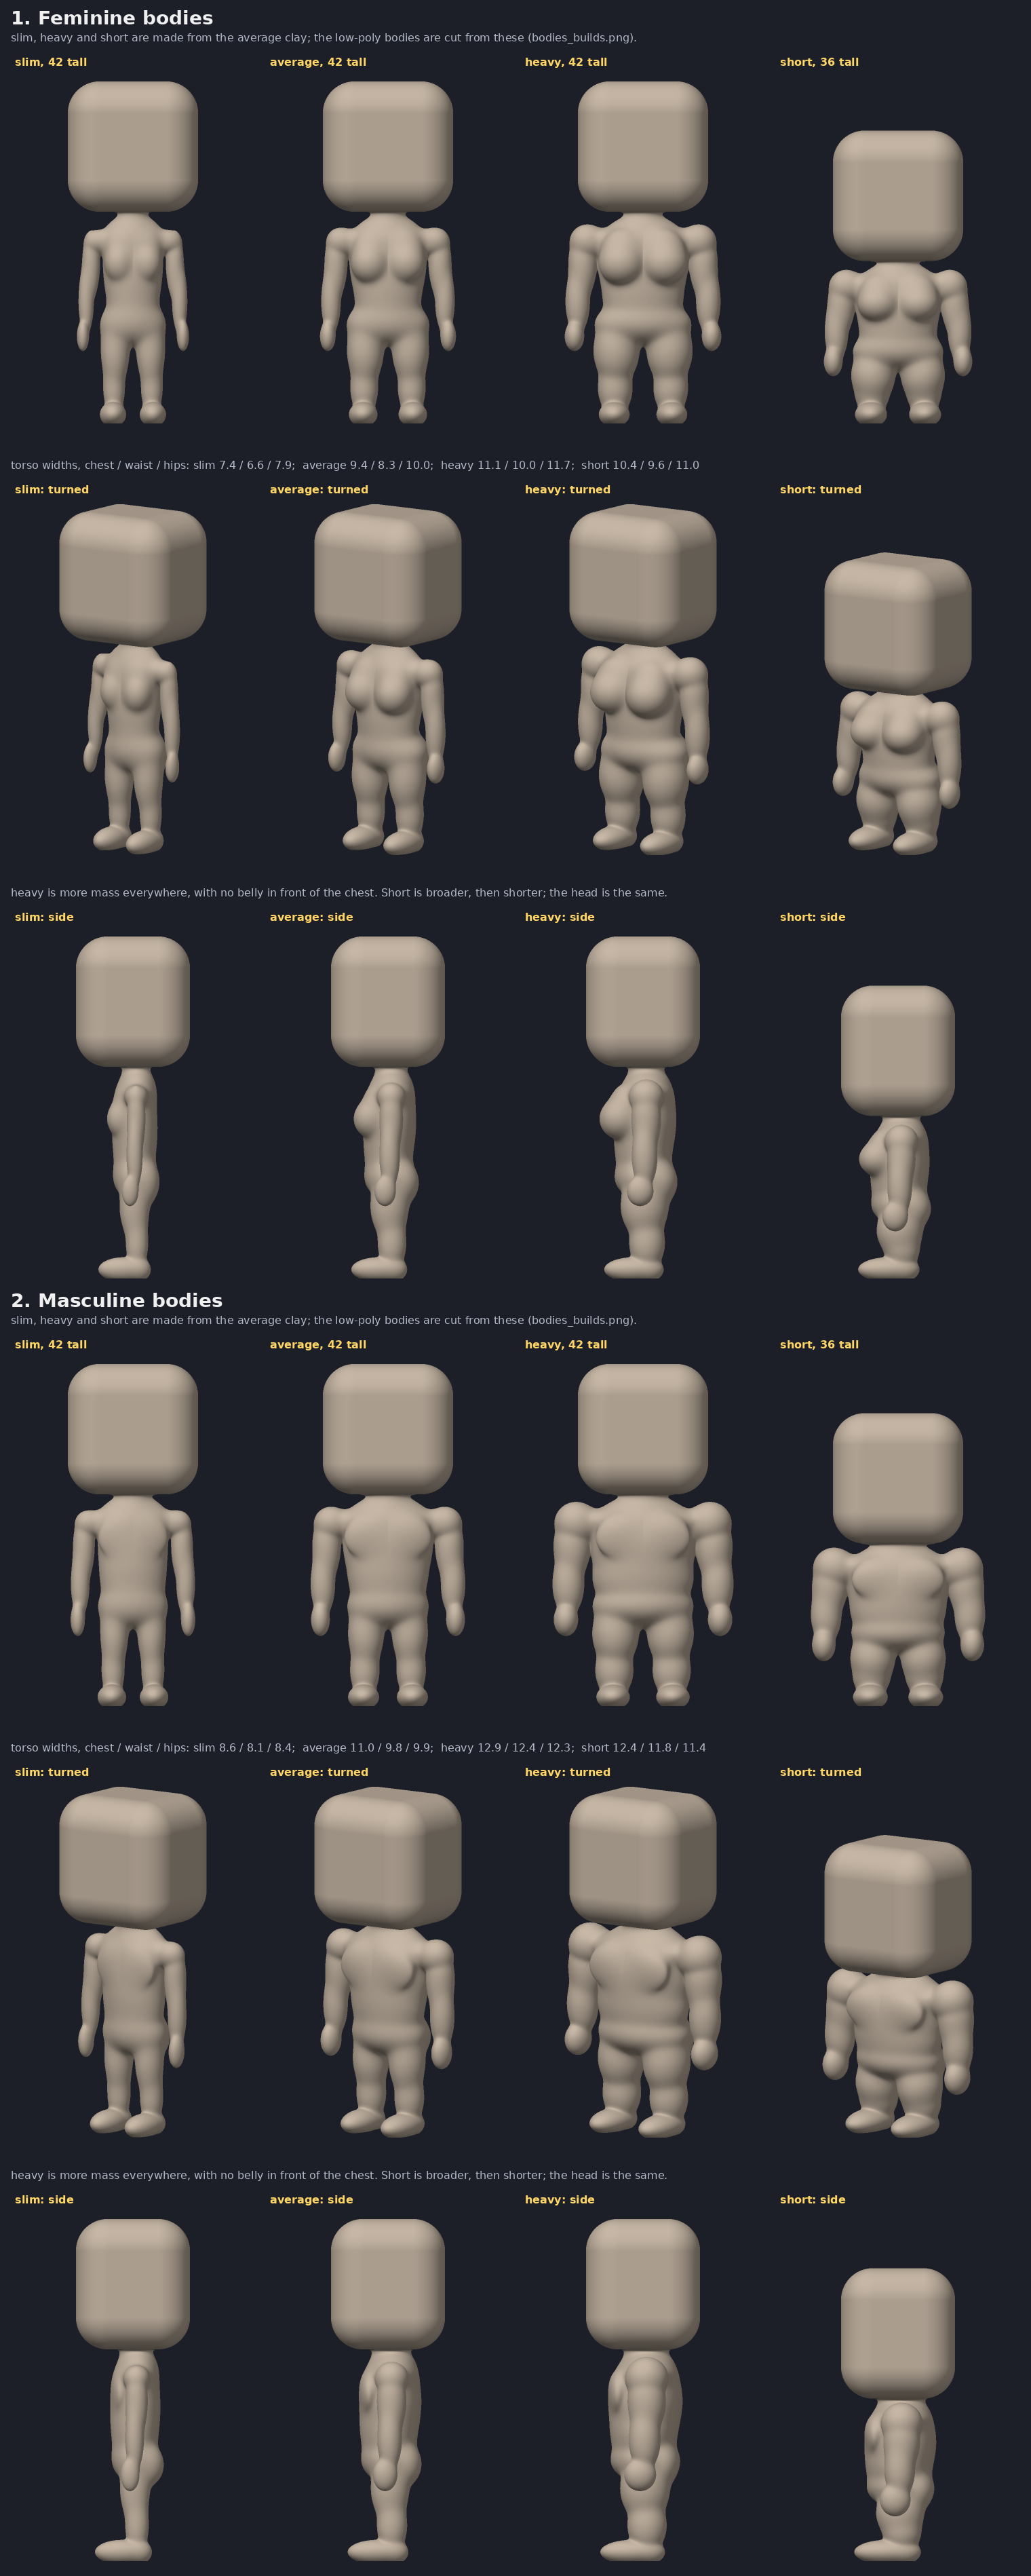 1. Feminine bodies
slim, heavy and short are made from the average clay; the low-poly bodies are cut from these (bodies_builds.png).
slim, 42 tall average, 42 tall heavy, 42 tall short, 36 tall
torso widths, chest / waist / hips: slim 7.4 / 6.6 / 7.9; average 9.4 / 8.3 / 10.0; heavy 11.1 / 10.0 / 11.7; short 10.4 / 9.6 / 11.0
slim: turned average: turned heavy: turned short: turned
heavy is more mass everywhere, with no belly in front of the chest. Short is broader, then shorter; the head is the same.
slim: side average: side heavy: side short: side
2. Masculine bodies
slim, heavy and short are made from the average clay; the low-poly bodies are cut from these (bodies_builds.png).
slim, 42 tall average, 42 tall heavy, 42 tall short, 36 tall
torso widths, chest / waist / hips: slim 8.6 / 8.1 / 8.4; average 11.0 / 9.8 / 9.9; heavy 12.9 / 12.4 / 12.3; short 12.4 / 11.8 / 11.4
slim: turned average: turned heavy: turned short: turned
heavy is more mass everywhere, with no belly in front of the chest. Short is broader, then shorter; the head is the same.
slim: side average: side heavy: side short: side